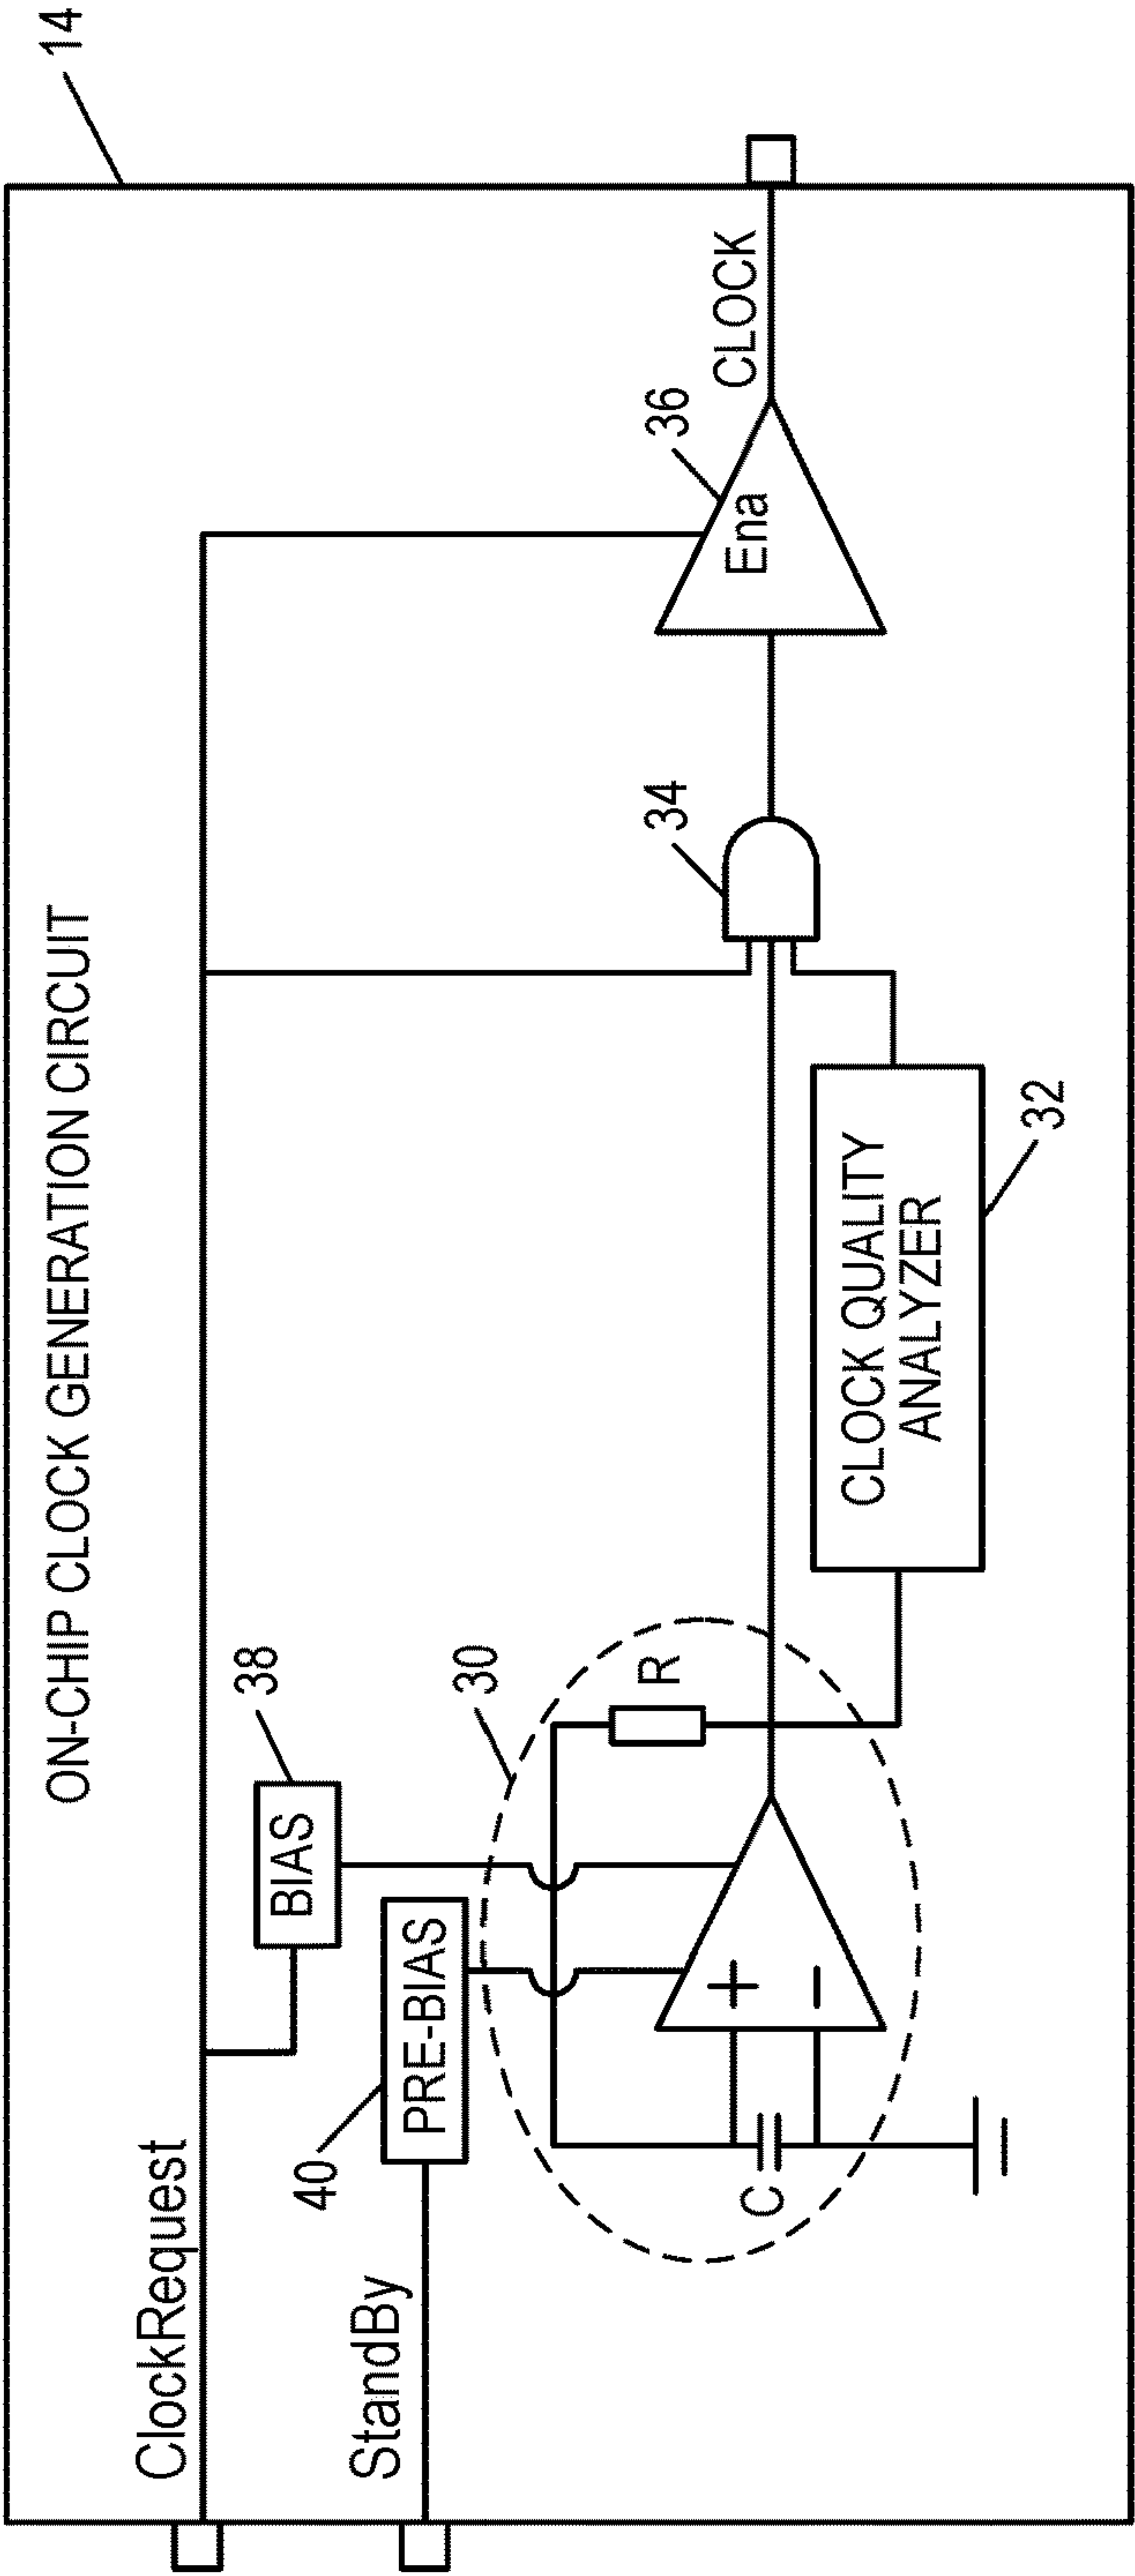 14
ON-CHIP CLOCK GENERATION CIRCUIT
ClockRequest
StandBy
BIAS
38
PRE-BIAS
40
30
R
C
+
−
CLOCK QUALITY
ANALYZER
32
34
36
Ena
CLOCK